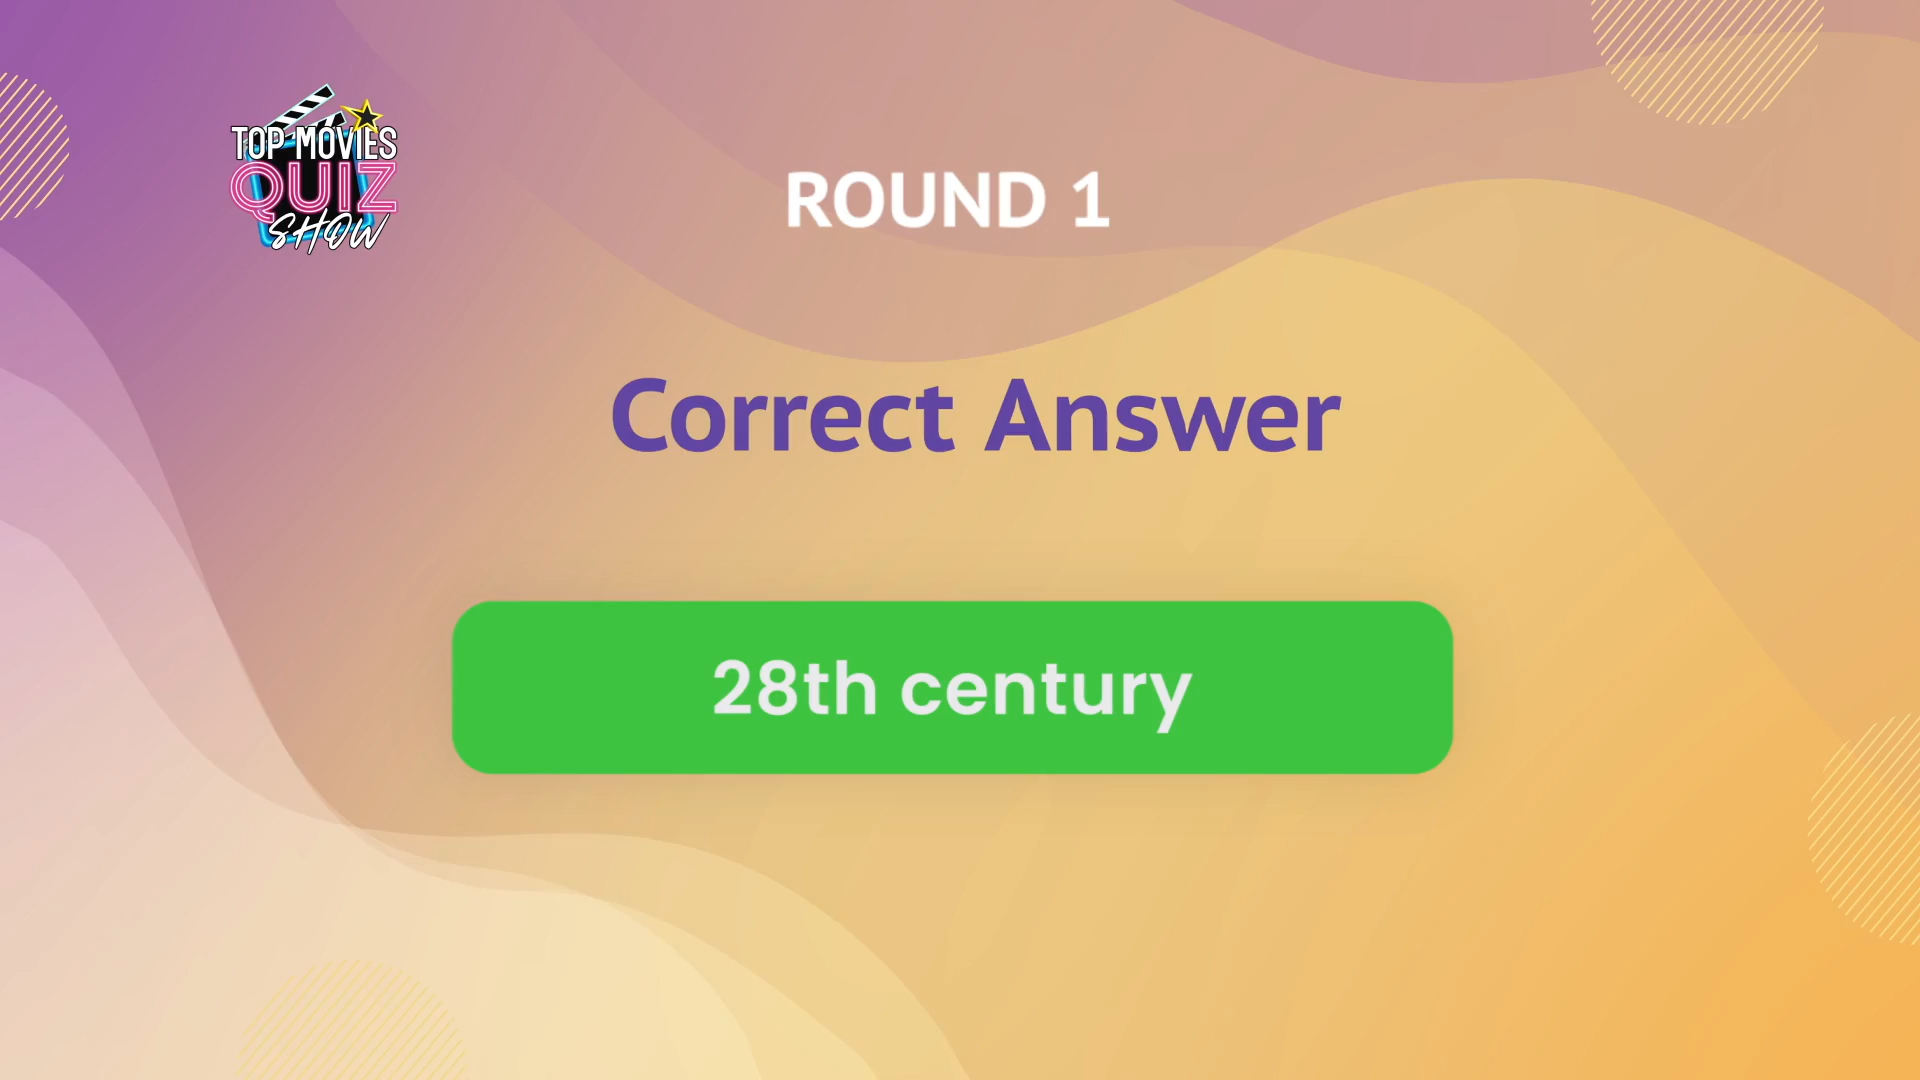 TOP MOVIES
QUIZ
SHOW
ROUND 1
Correct Answer
28th century